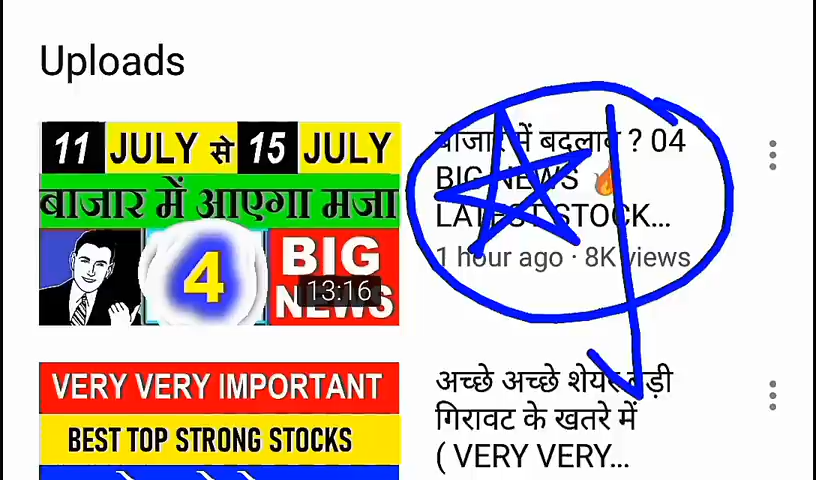 Uploads
11 JULY से 15 JULY
बाजार में आएगा मजा
4
BIG
NEWS
13:16
बाजार में बदलाव ? 04
BIG NEWS 🔥
LATEST STOCK...
1 hour ago · 8K views
VERY VERY IMPORTANT
BEST TOP STRONG STOCKS
अच्छे अच्छे शेयर बड़ी
गिरावट के खतरे में
( VERY VERY...